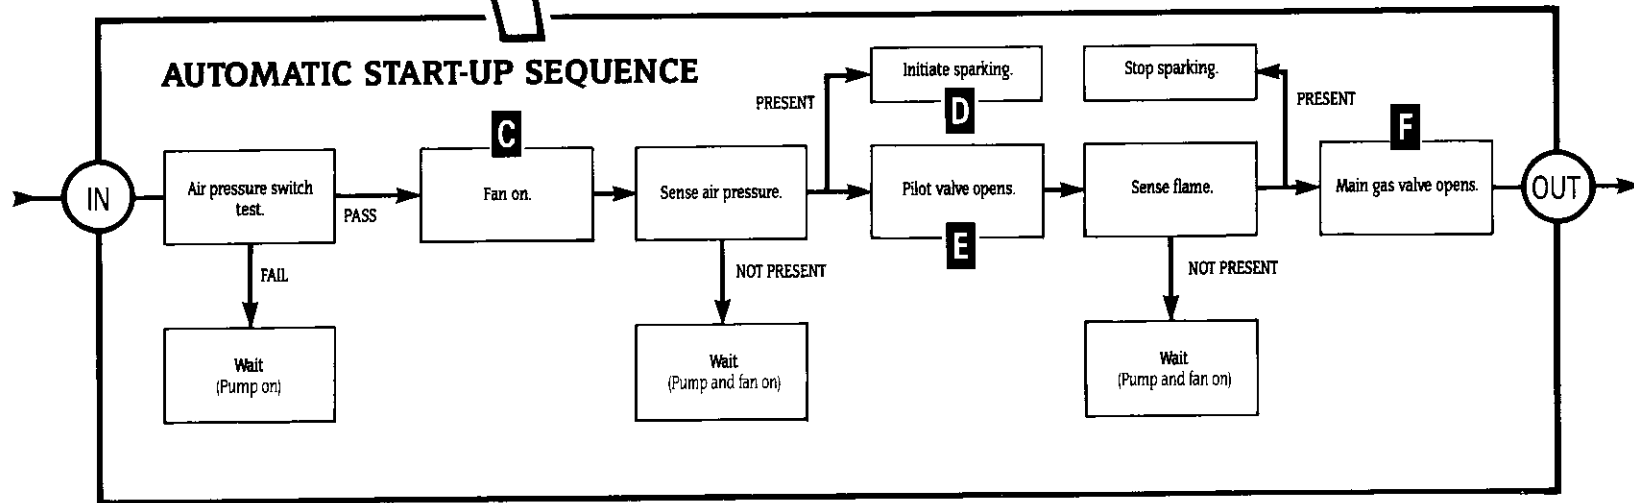 AUTOMATIC START-UP SEQUENCE
IN
Air pressure switch
test.
PASS
FAIL
Wait
(Pump on)
C
Fan on.
Sense air pressure.
NOT PRESENT
Wait
(Pump and fan on)
PRESENT
Initiate sparking.
D
Pilot valve opens.
E
Sense flame.
NOT PRESENT
Wait
(Pump and fan on)
PRESENT
Stop sparking.
F
Main gas valve opens.
OUT